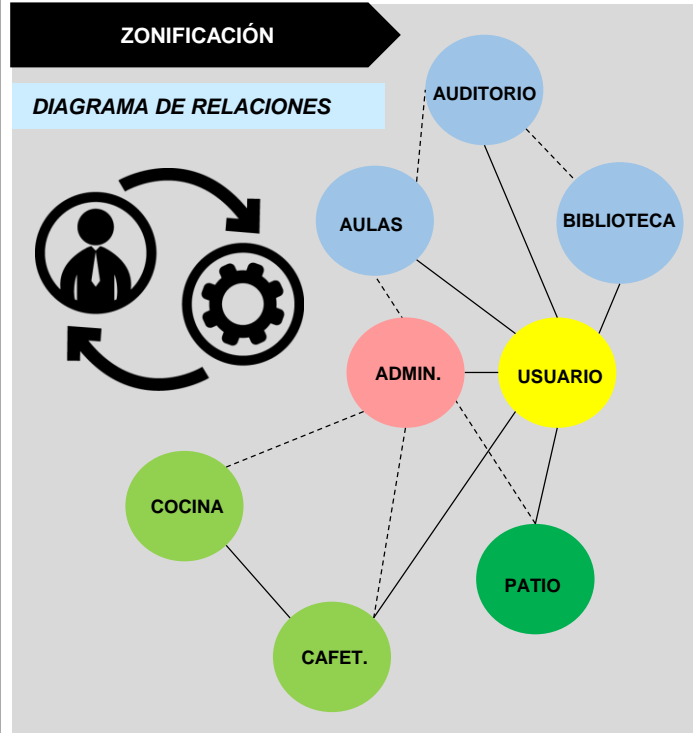 ZONIFICACIÓN
DIAGRAMA DE RELACIONES
AUDITORIO
AULAS
BIBLIOTECA
ADMIN.
USUARIO
COCINA
PATIO
CAFET.